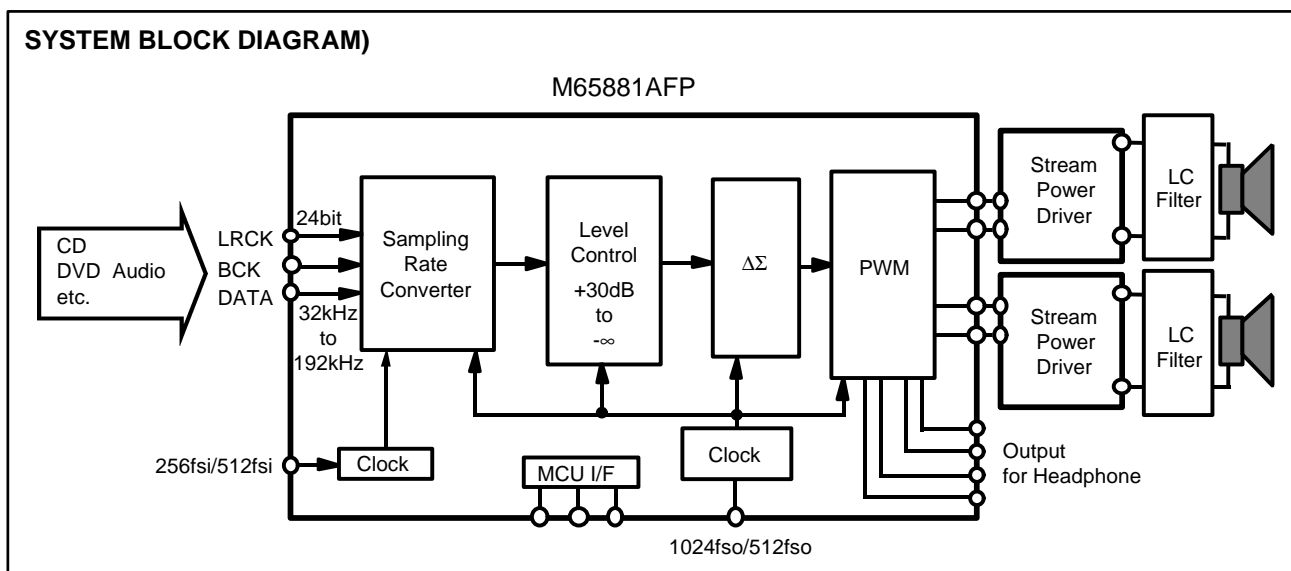 SYSTEM BLOCK DIAGRAM)
M65881AFP
CD
DVD Audio
etc.
LRCK
BCK
DATA
24bit
32kHz
to
192kHz
Sampling
Rate
Converter
Level
Control
+30dB
to
-∞
ΔΣ
PWM
Stream
Power
Driver
LC
Filter
Stream
Power
Driver
LC
Filter
256fsi/512fsi
Clock
MCU I/F
Clock
Output
for Headphone
1024fso/512fso